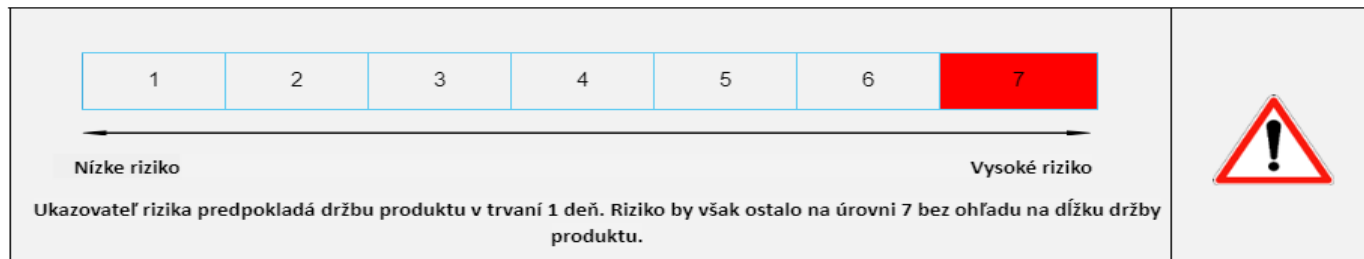 1 2 3 4 5 6 7
Nízke riziko Vysoké riziko
Ukazovateľ rizika predpokladá držbu produktu v trvaní 1 deň. Riziko by však ostalo na úrovni 7 bez ohľadu na dĺžku držby
produktu.